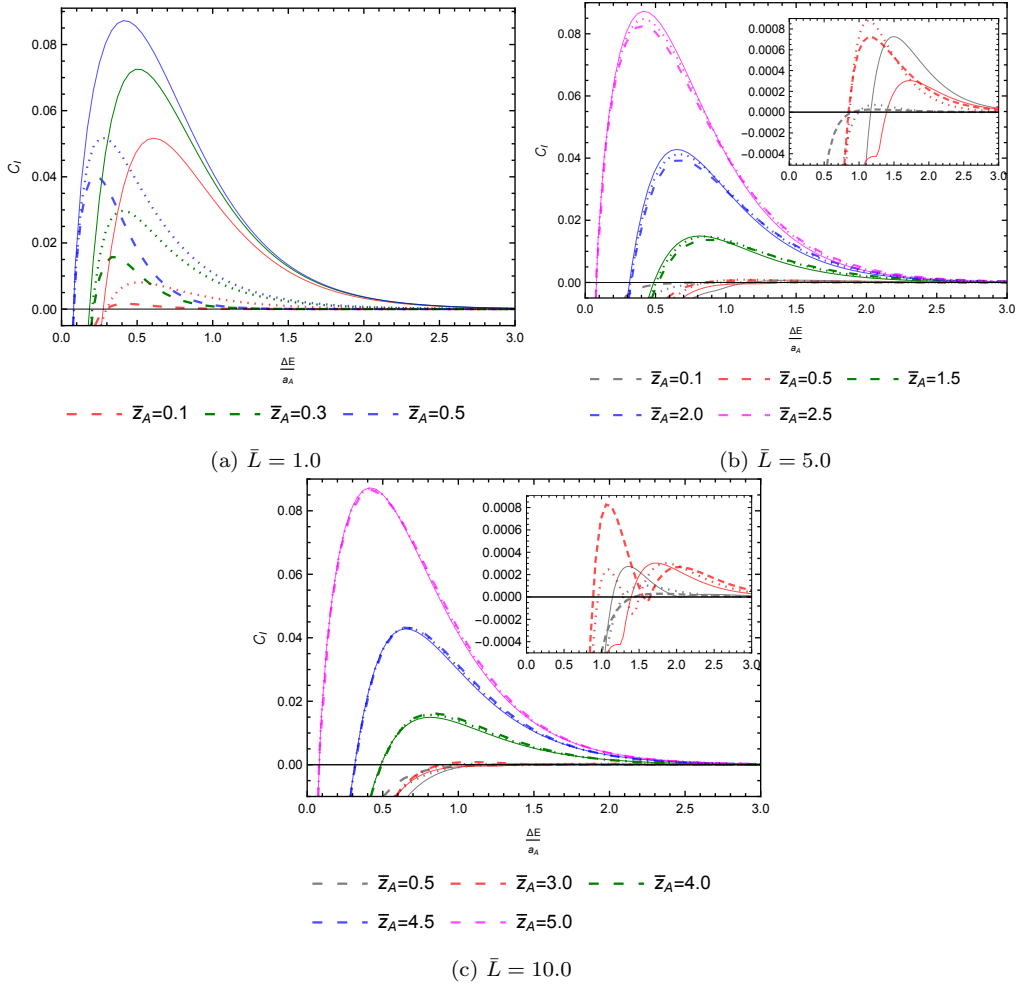 0.08
0.06
0.04
0.02
0.00
C_I
0.0 0.5 1.0 1.5 2.0 2.5 3.0
ΔE
a_A
z̄_A=0.1 z̄_A=0.3 z̄_A=0.5
(a) L̄ = 1.0
0.08
0.06
0.04
0.02
0.00
C_I
0.0 0.5 1.0 1.5 2.0 2.5 3.0
ΔE
a_A
0.0008
0.0006
0.0004
0.0002
0.0000
−0.0002
−0.0004
0.0 0.5 1.0 1.5 2.0 2.5 3.0
z̄_A=0.1 z̄_A=0.5 z̄_A=1.5
z̄_A=2.0 z̄_A=2.5
(b) L̄ = 5.0
0.08
0.06
0.04
0.02
0.00
C_I
0.0 0.5 1.0 1.5 2.0 2.5 3.0
ΔE
a_A
0.0008
0.0006
0.0004
0.0002
0.0000
−0.0002
−0.0004
0.0 0.5 1.0 1.5 2.0 2.5 3.0
z̄_A=0.5 z̄_A=3.0 z̄_A=4.0
z̄_A=4.5 z̄_A=5.0
(c) L̄ = 10.0